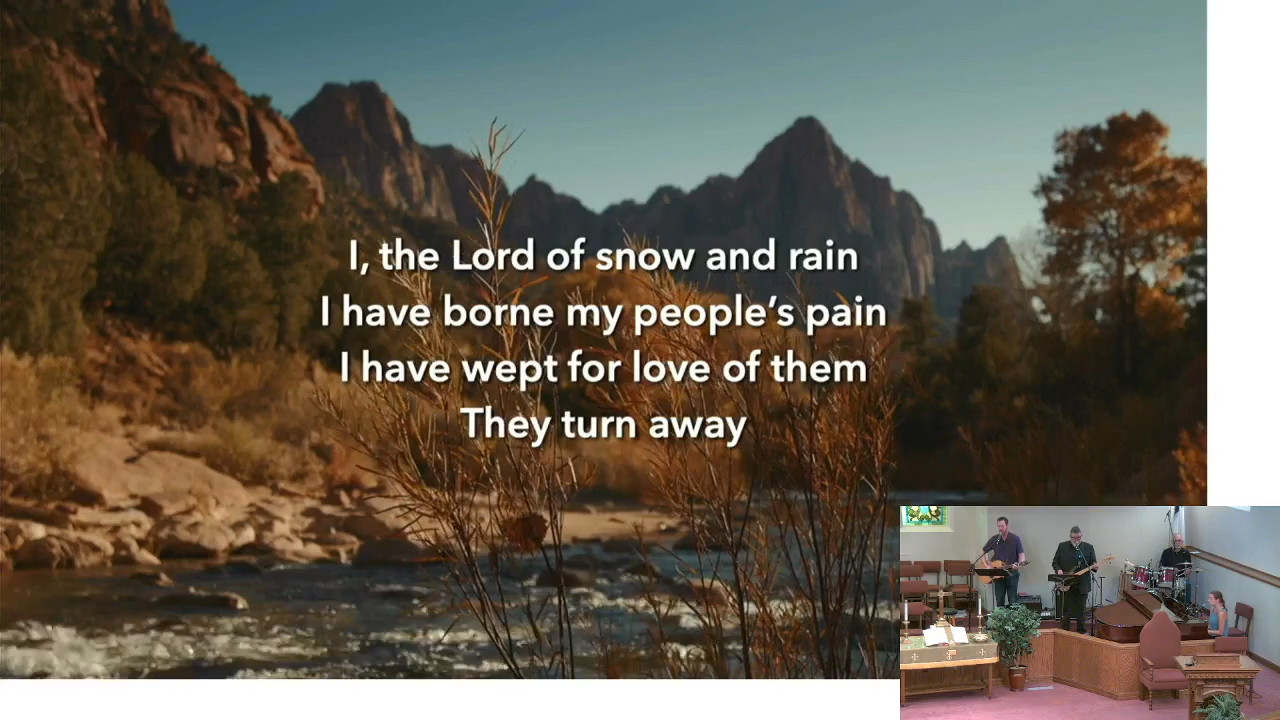 I, the Lord of snow and rain
I have borne my people’s pain
I have wept for love of them
They turn away